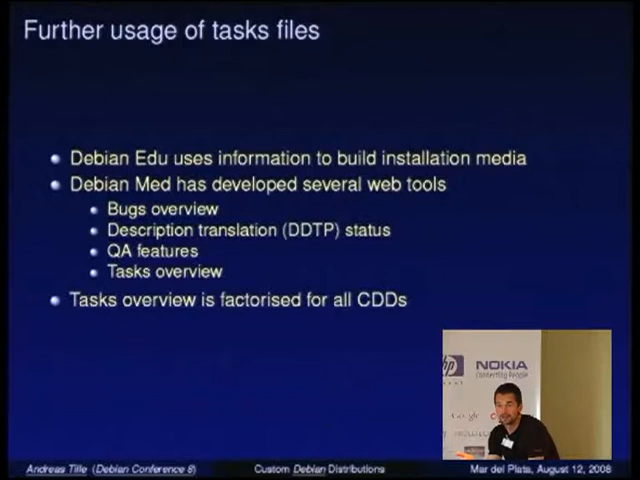 Further usage of tasks files
Debian Edu uses information to build installation media
Debian Med has developed several web tools
Bugs overview
Description translation (DDTP) status
QA features
Tasks overview
Tasks overview is factorised for all CDDs
hp
NOKIA
Connecting People
Google
Andreas Tille (Debian Conference 8)
Custom Debian Distributions
Mar del Plata, August 12, 2008